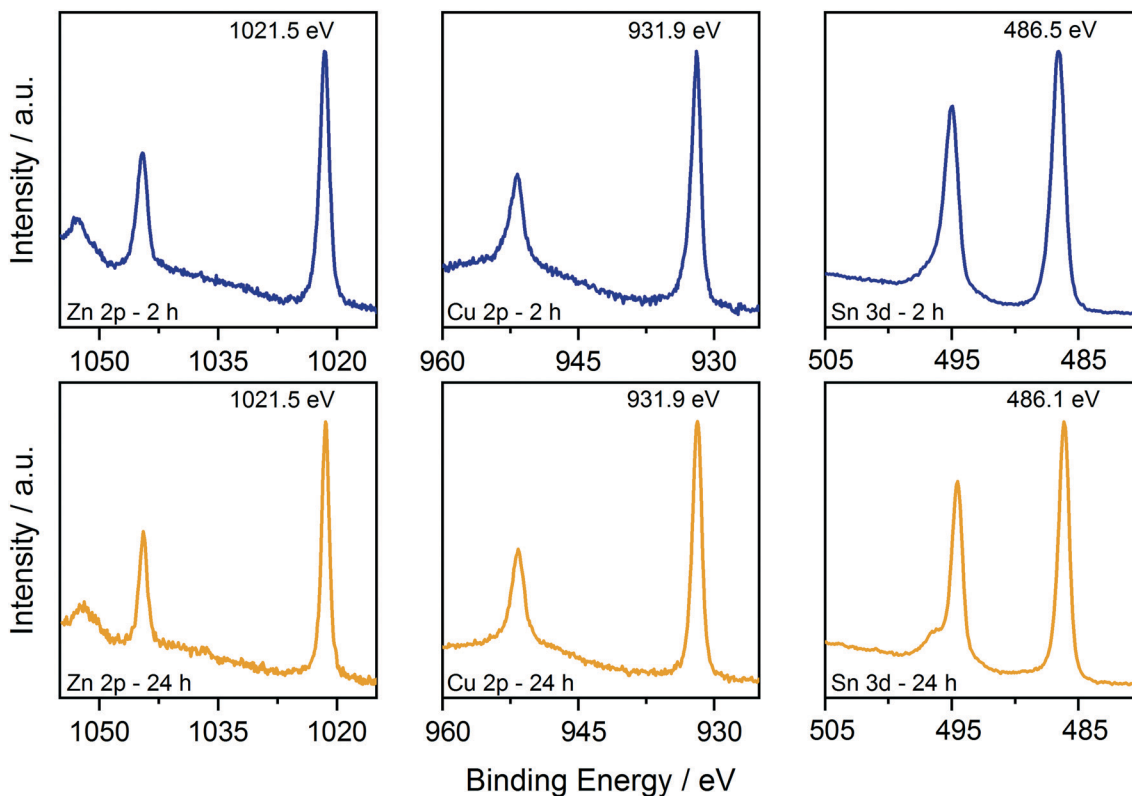 Intensity / a.u.
1021.5 eV
Zn 2p - 2 h
1050 1035 1020
931.9 eV
Cu 2p - 2 h
960 945 930
486.5 eV
Sn 3d - 2 h
505 495 485
Intensity / a.u.
1021.5 eV
Zn 2p - 24 h
1050 1035 1020
931.9 eV
Cu 2p - 24 h
960 945 930
486.1 eV
Sn 3d - 24 h
505 495 485
Binding Energy / eV